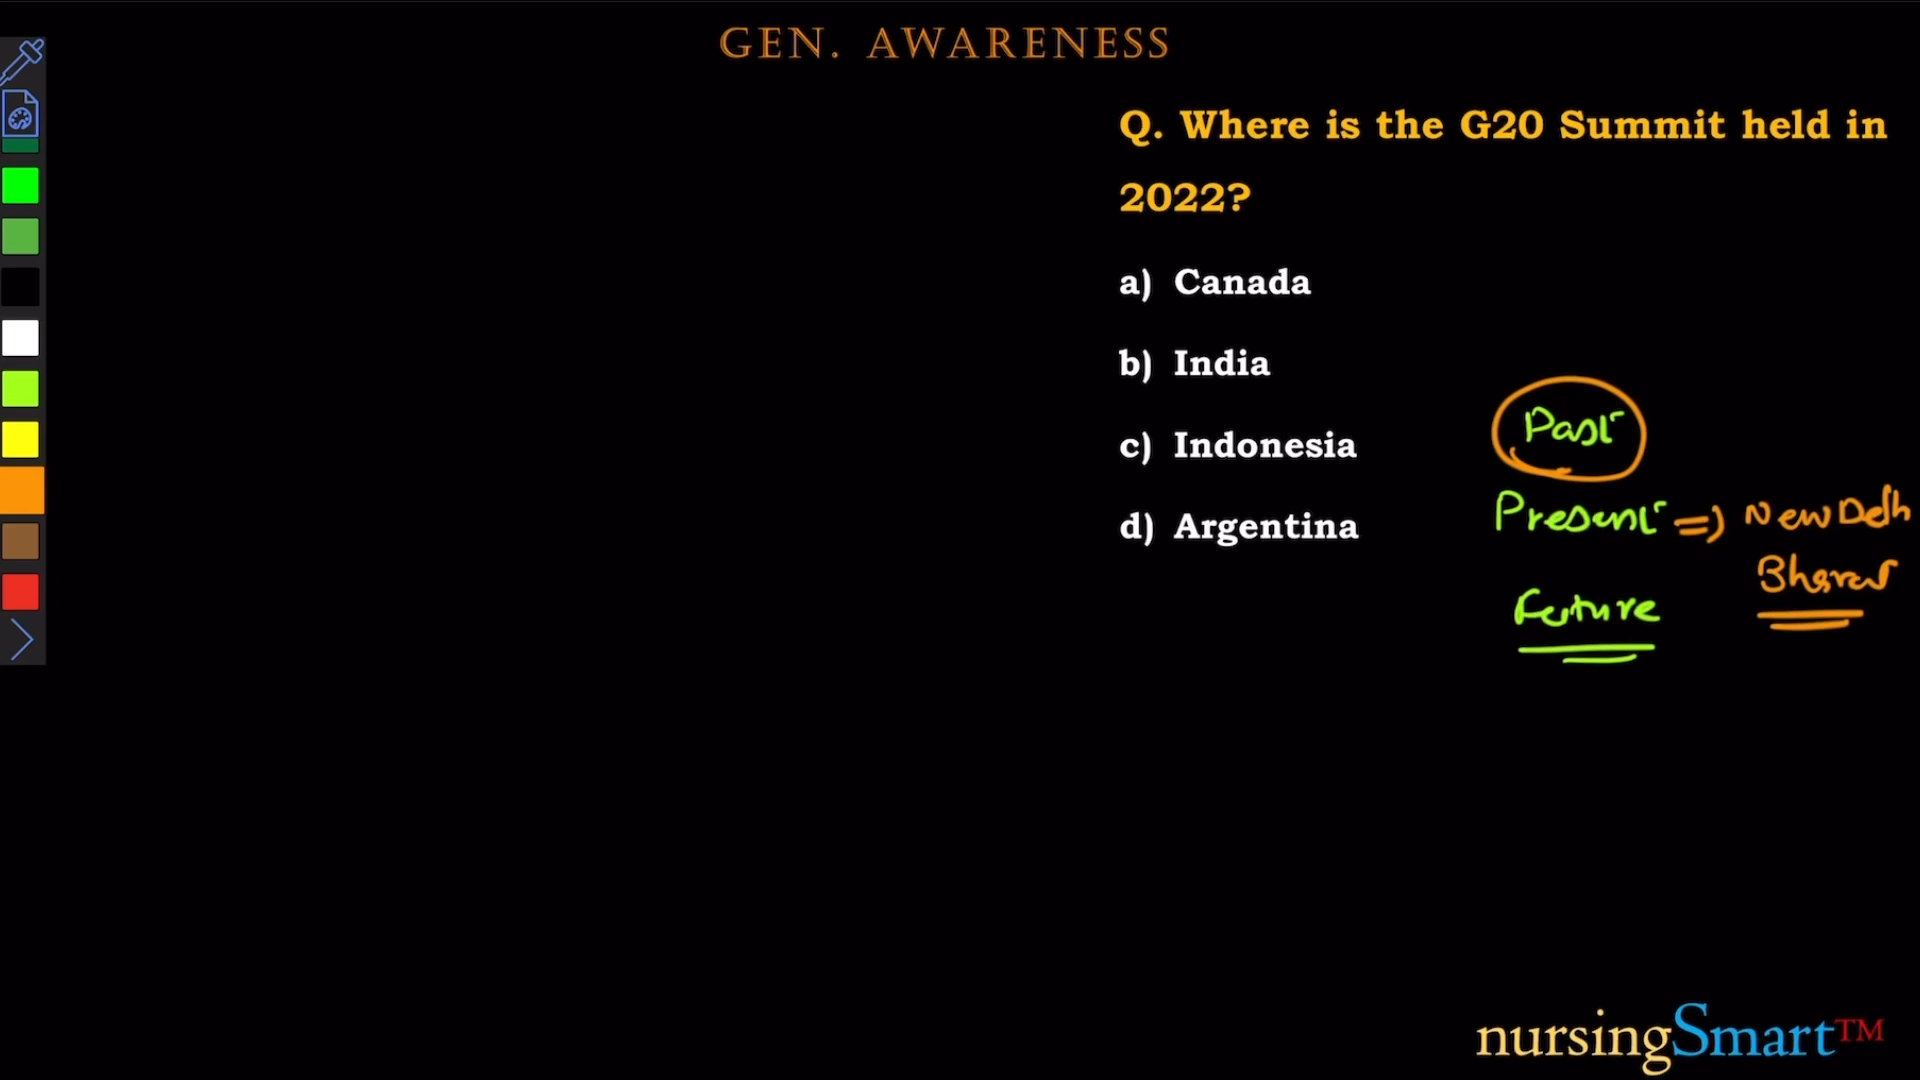 GEN. AWARENESS
Q. Where is the G20 Summit held in
2022?
a) Canada
b) India
c) Indonesia
d) Argentina
Past
Present => New Delh
Bharat
Future
nursingSmart™